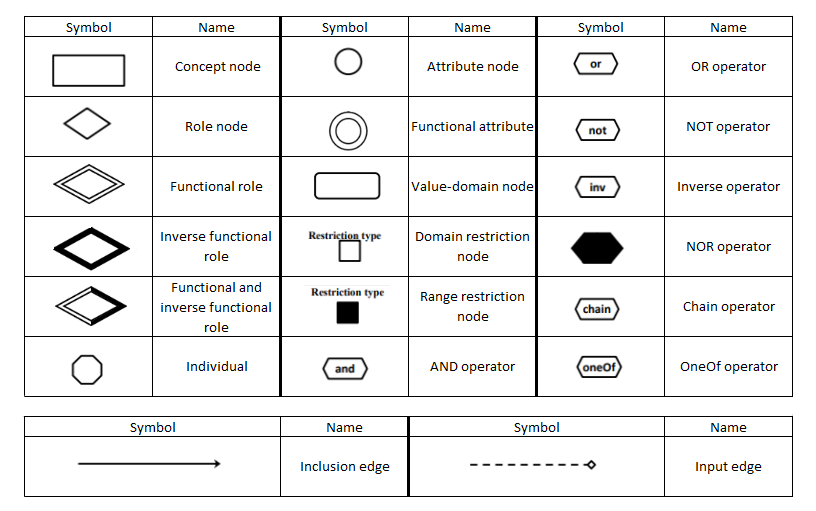 Symbol Name Symbol Name Symbol Name
Concept node Attribute node or OR operator
Role node Functional attribute not NOT operator
Functional role Value-domain node inv Inverse operator
Inverse functional role Restriction type Domain restriction node NOR operator
Functional and inverse functional role Restriction type Range restriction node chain Chain operator
Individual and AND operator oneOf OneOf operator
Symbol Name Symbol Name
Inclusion edge Input edge